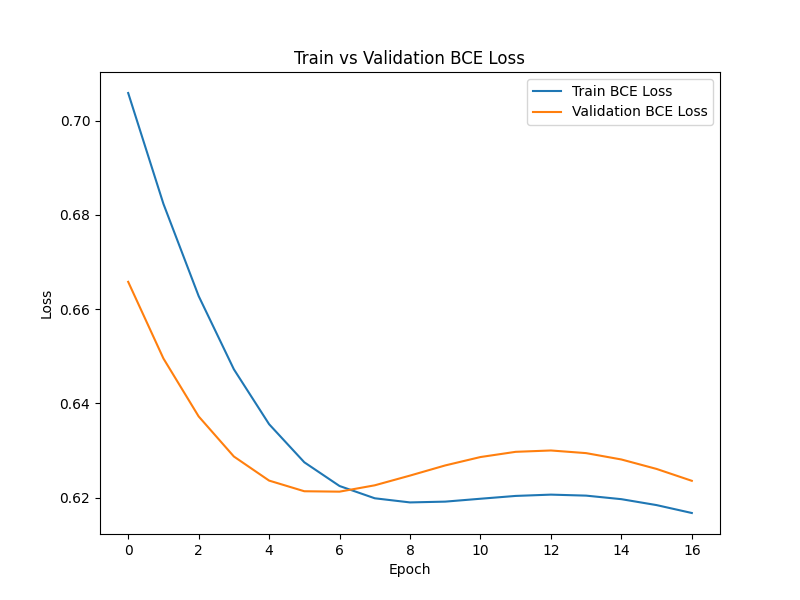 Train vs Validation BCE Loss
Train BCE Loss
Validation BCE Loss
0.70
0.68
0.66
0.64
0.62
Loss
0 2 4 6 8 10 12 14 16
Epoch